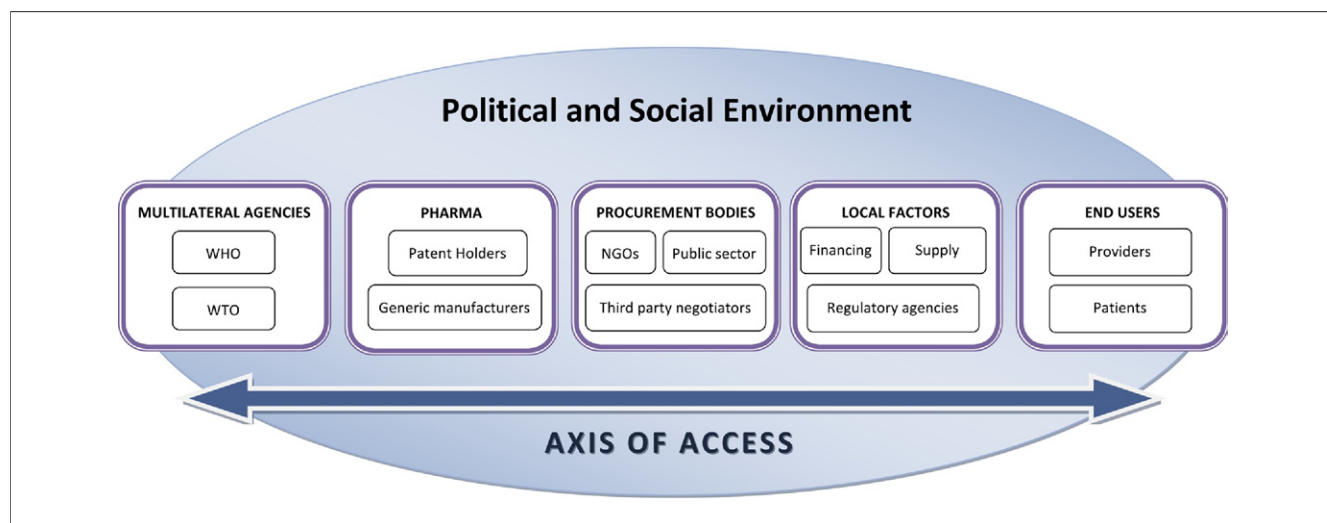 Political and Social Environment
MULTILATERAL AGENCIES
WHO
WTO
PHARMA
Patent Holders
Generic manufacturers
PROCUREMENT BODIES
NGOs
Public sector
Third party negotiators
LOCAL FACTORS
Financing
Supply
Regulatory agencies
END USERS
Providers
Patients
AXIS OF ACCESS